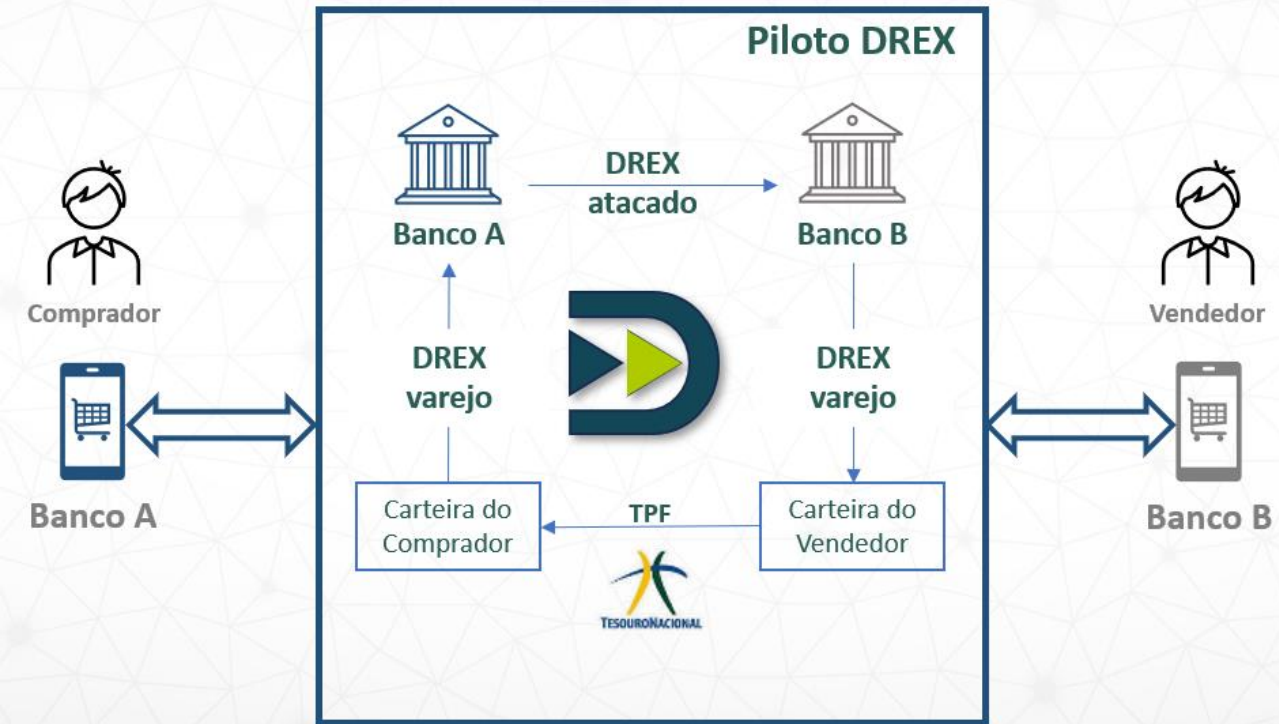 Piloto DREX
DREX
atacado
Banco A
Banco B
Comprador
Vendedor
DREX
varejo
DREX
varejo
Banco A
Banco B
Carteira do
Comprador
TPF
Carteira do
Vendedor
TESOURONACIONAL